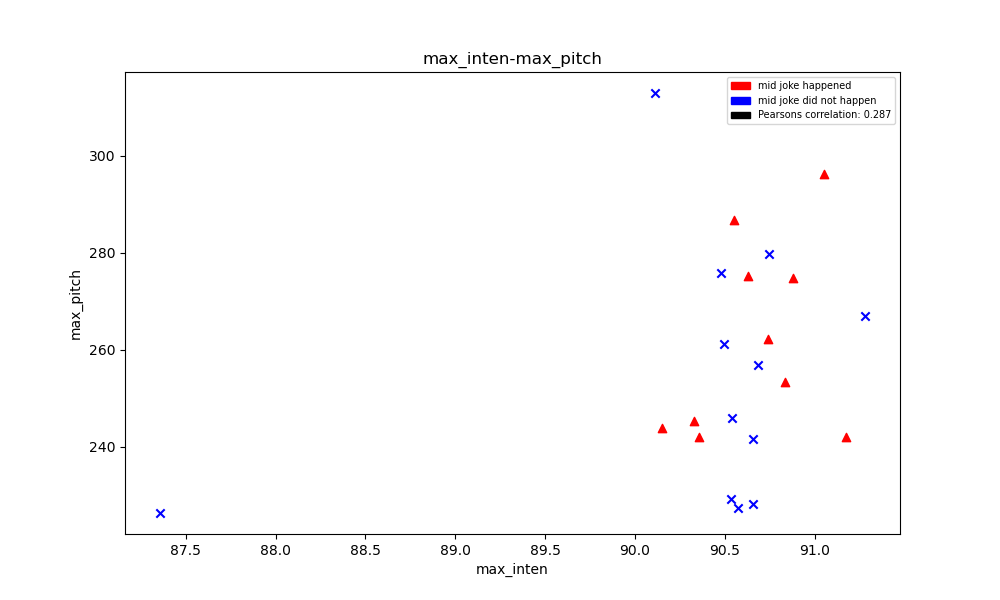 max_inten-max_pitch
mid joke happened
mid joke did not happen
Pearsons correlation: 0.287
max_pitch
300
280
260
240
87.5 88.0 88.5 89.0 89.5 90.0 90.5 91.0
max_inten